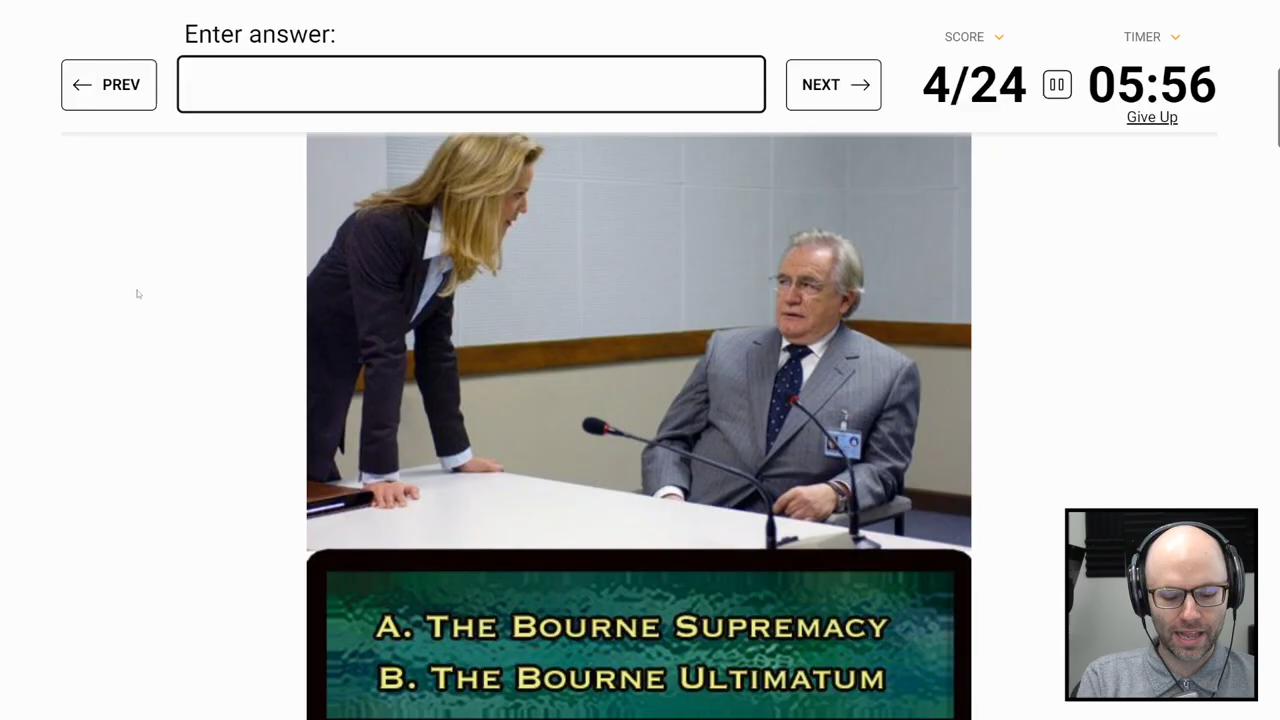 Enter answer:
SCORE
TIMER
← PREV
NEXT →
4/24
05:56
Give Up
A. The Bourne Supremacy
B. The Bourne Ultimatum